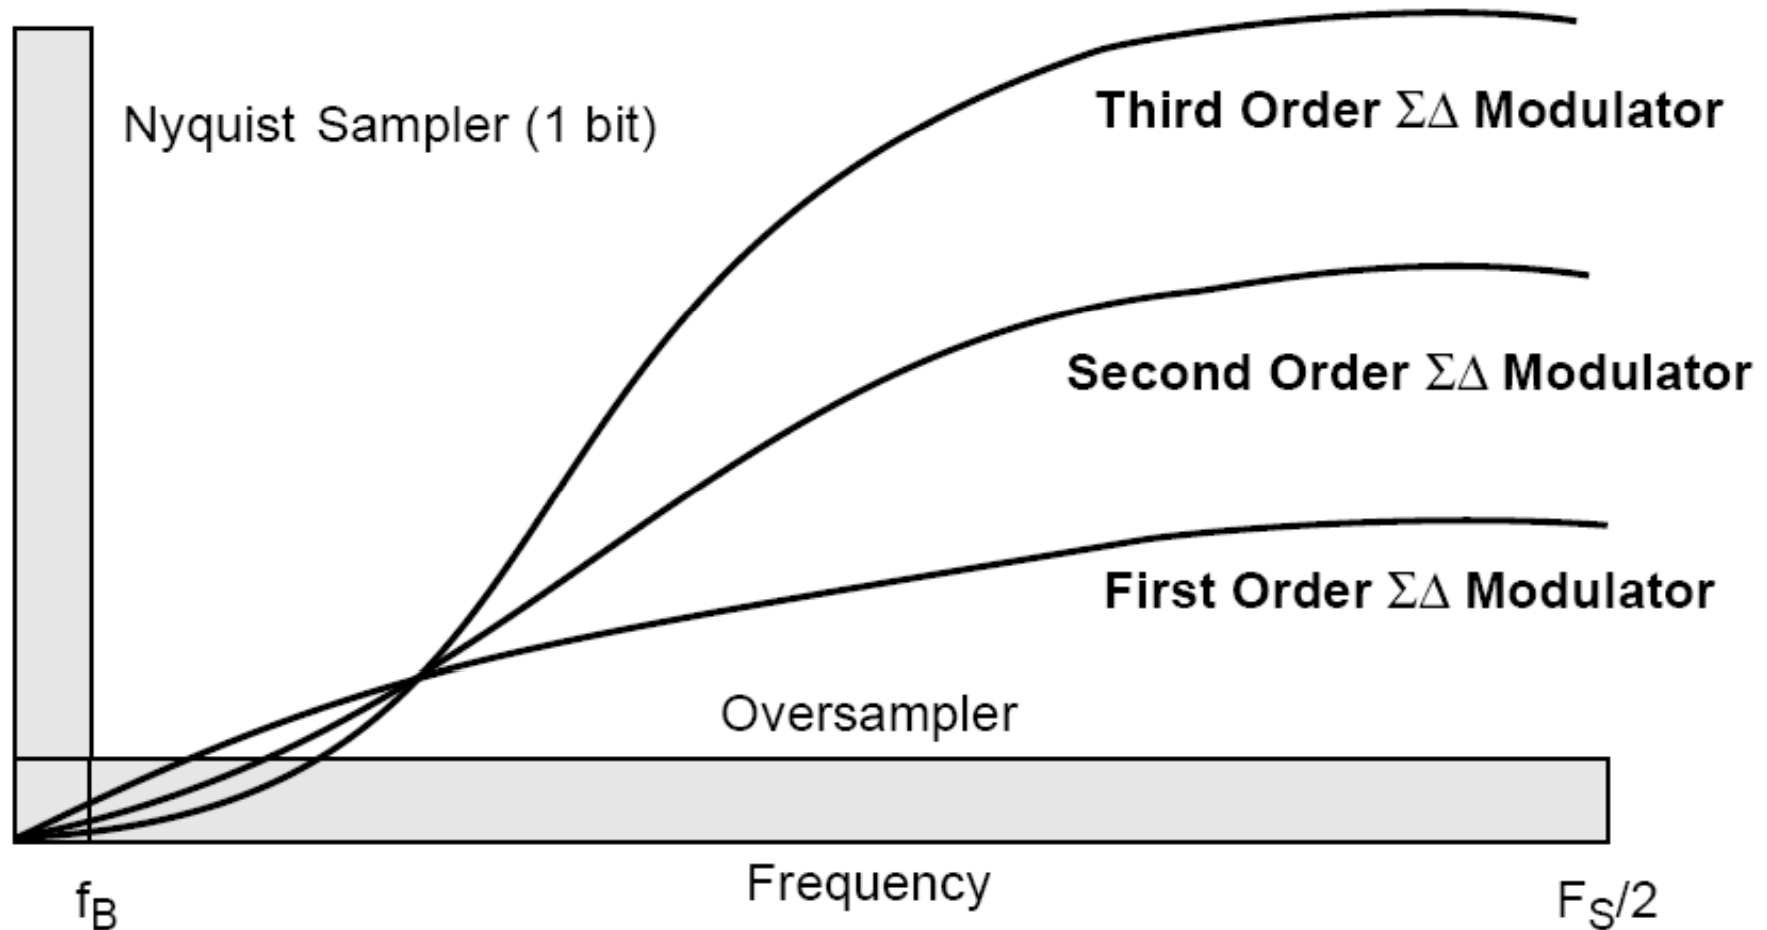 Nyquist Sampler (1 bit)
Third Order ΣΔ Modulator
Second Order ΣΔ Modulator
First Order ΣΔ Modulator
Oversampler
Frequency
fB
FS/2